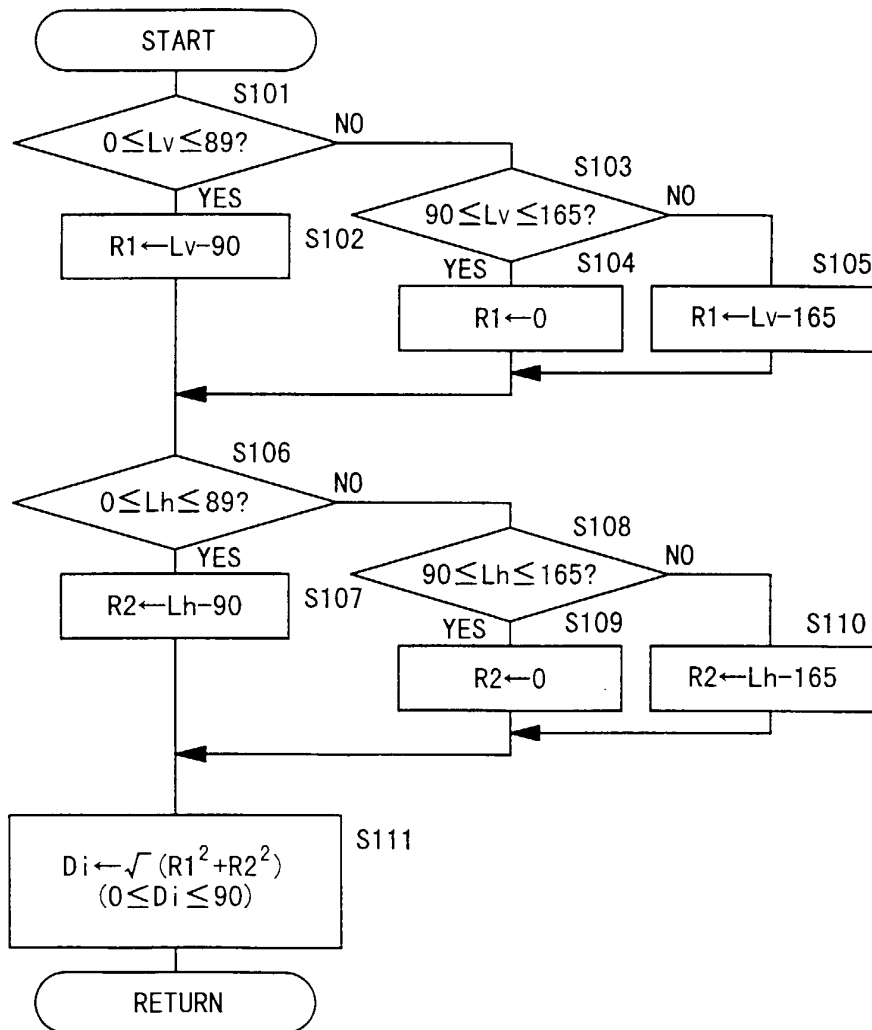 START
S101
0≤Lv≤89?
NO
YES
S103
90≤Lv≤165?
NO
R1←Lv-90
S102
YES
S104
S105
R1←0
R1←Lv-165
S106
0≤Lh≤89?
NO
YES
S108
90≤Lh≤165?
NO
R2←Lh-90
S107
YES
S109
S110
R2←0
R2←Lh-165
S111
Di←√(R1²+R2²)
(0≤Di≤90)
RETURN